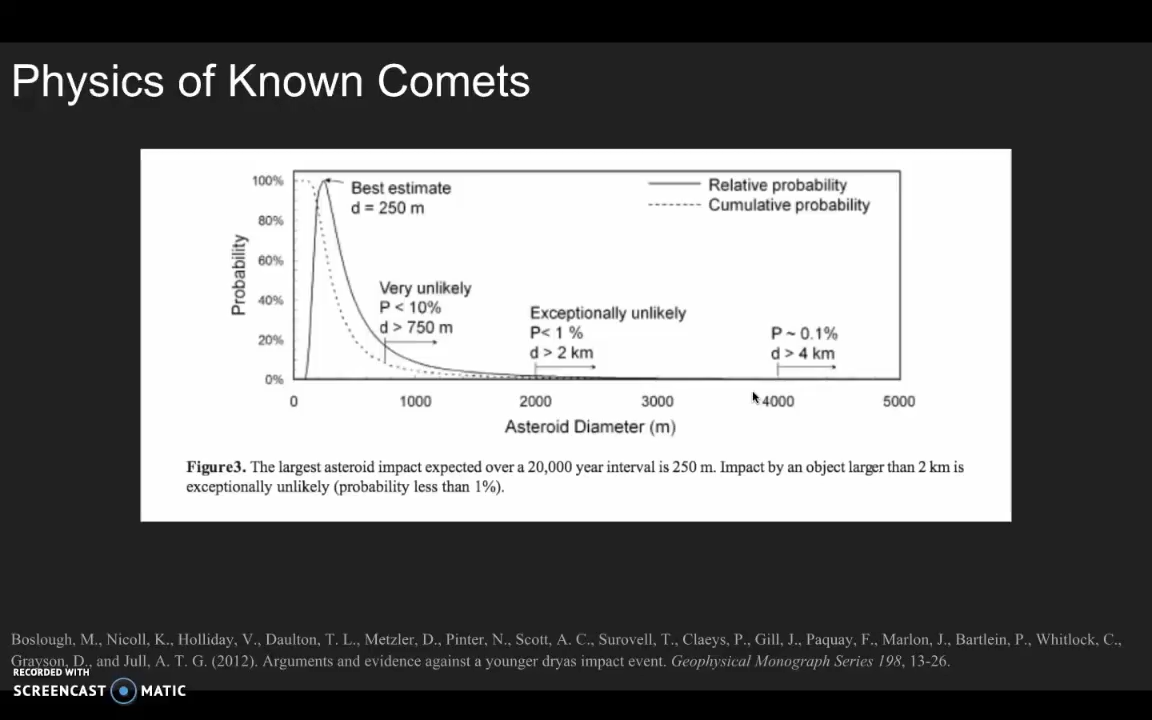 Physics of Known Comets
100%
80%
60%
40%
20%
0%
Probability
Best estimate
d = 250 m
Relative probability
Cumulative probability
Very unlikely
P < 10%
d > 750 m
Exceptionally unlikely
P< 1 %
d > 2 km
P ~ 0.1%
d > 4 km
0 1000 2000 3000 4000 5000
Asteroid Diameter (m)
Figure3. The largest asteroid impact expected over a 20,000 year interval is 250 m. Impact by an object larger than 2 km is
exceptionally unlikely (probability less than 1%).
Boslough, M., Nicoll, K., Holliday, V., Daulton, T. L., Metzler, D., Pinter, N., Scott, A. C., Surovell, T., Claeys, P., Gill, J., Paquay, F., Marlon, J., Bartlein, P., Whitlock, C.,
Grayson, D., and Jull, A. T. G. (2012). Arguments and evidence against a younger dryas impact event. Geophysical Monograph Series 198, 13-26.
RECORDED WITH
SCREENCAST MATIC